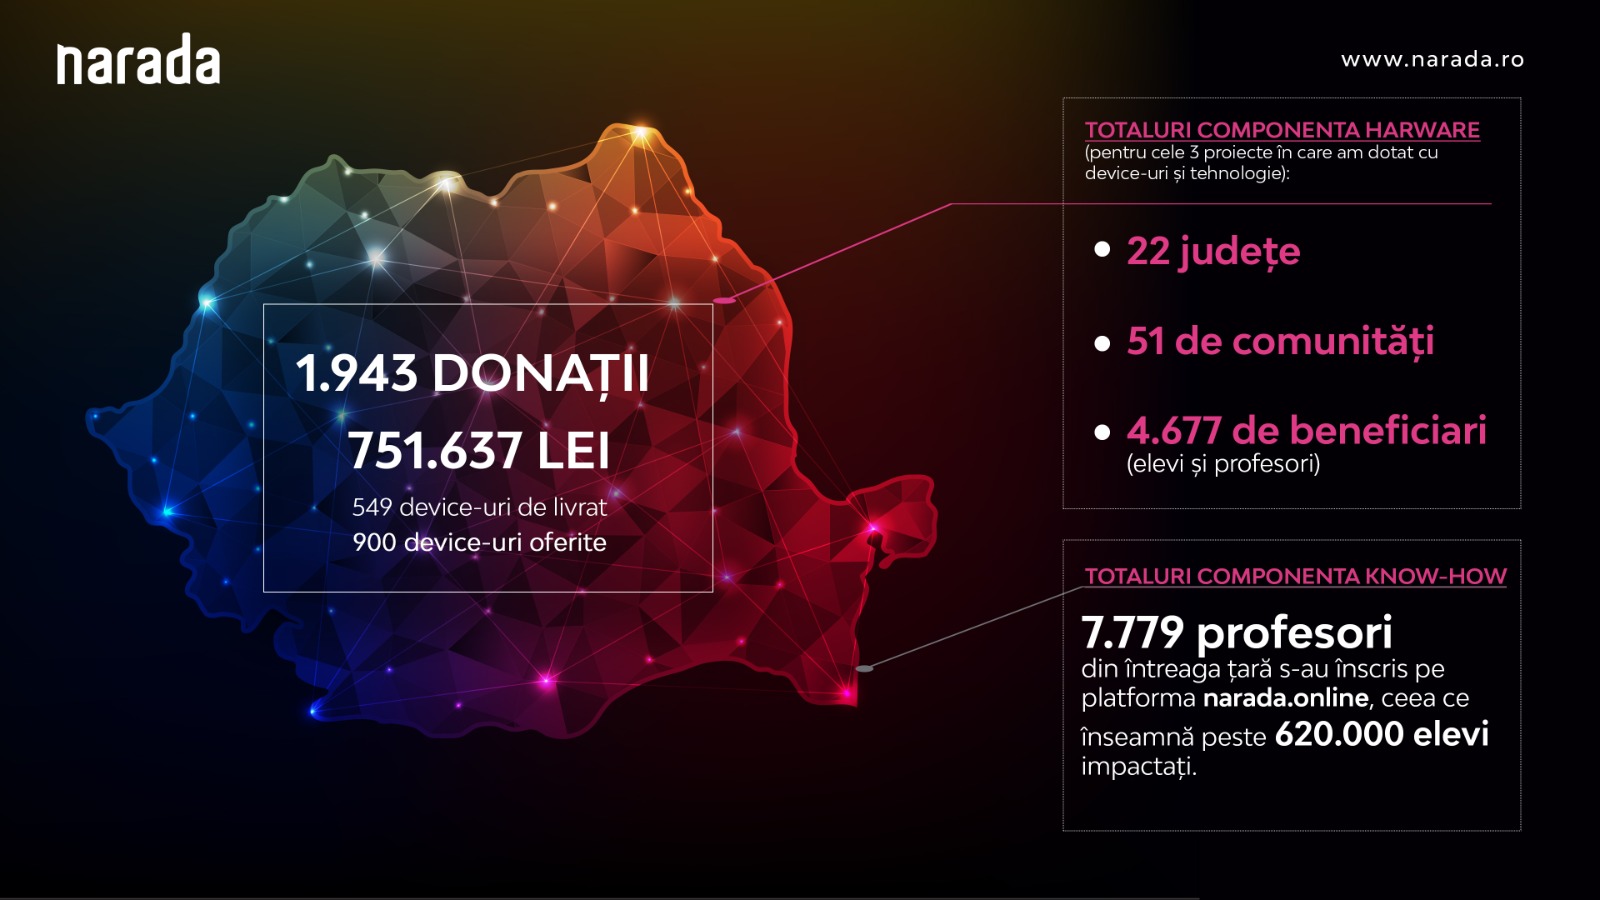 narada
www.narada.ro
1.943 DONAȚII
751.637 LEI
549 device-uri de livrat
900 device-uri oferite
TOTALURI COMPONENTA HARWARE
(pentru cele 3 proiecte în care am dotat cu
device-uri și tehnologie):
22 județe
51 de comunități
4.677 de beneficiari
(elevi și profesori)
TOTALURI COMPONENTA KNOW-HOW
7.779 profesori
din întreaga țară s-au înscris pe
platforma narada.online, ceea ce
înseamnă peste 620.000 elevi
impactați.